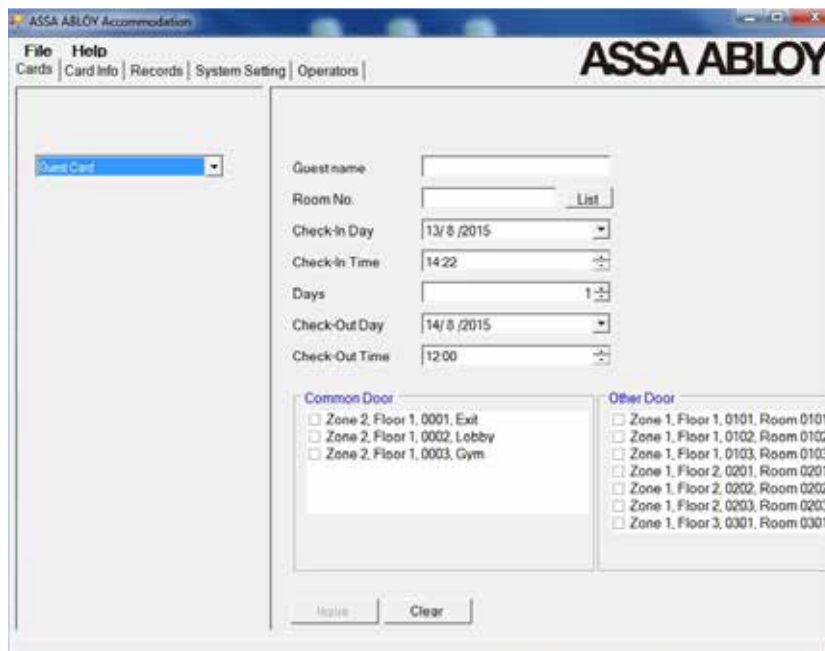 ASSA ABLOY Accommodation
File Help
ASSA ABLOY
Cards Card Info Records System Setting Operators
Guest Card
Guest name
Room No. List
Check-In Day 13/ 8 /2015
Check-In Time 14:22
Days 1
Check-Out Day 14/ 8 /2015
Check-Out Time 12:00
Common Door
Zone 2, Floor 1, 0001, Exit
Zone 2, Floor 1, 0002, Lobby
Zone 2, Floor 1, 0003, Gym
Other Door
Zone 1, Floor 1, 0101, Room 0101
Zone 1, Floor 1, 0102, Room 0102
Zone 1, Floor 1, 0103, Room 0103
Zone 1, Floor 2, 0201, Room 0201
Zone 1, Floor 2, 0202, Room 0202
Zone 1, Floor 2, 0203, Room 0203
Zone 1, Floor 3, 0301, Room 0301
Issue Clear